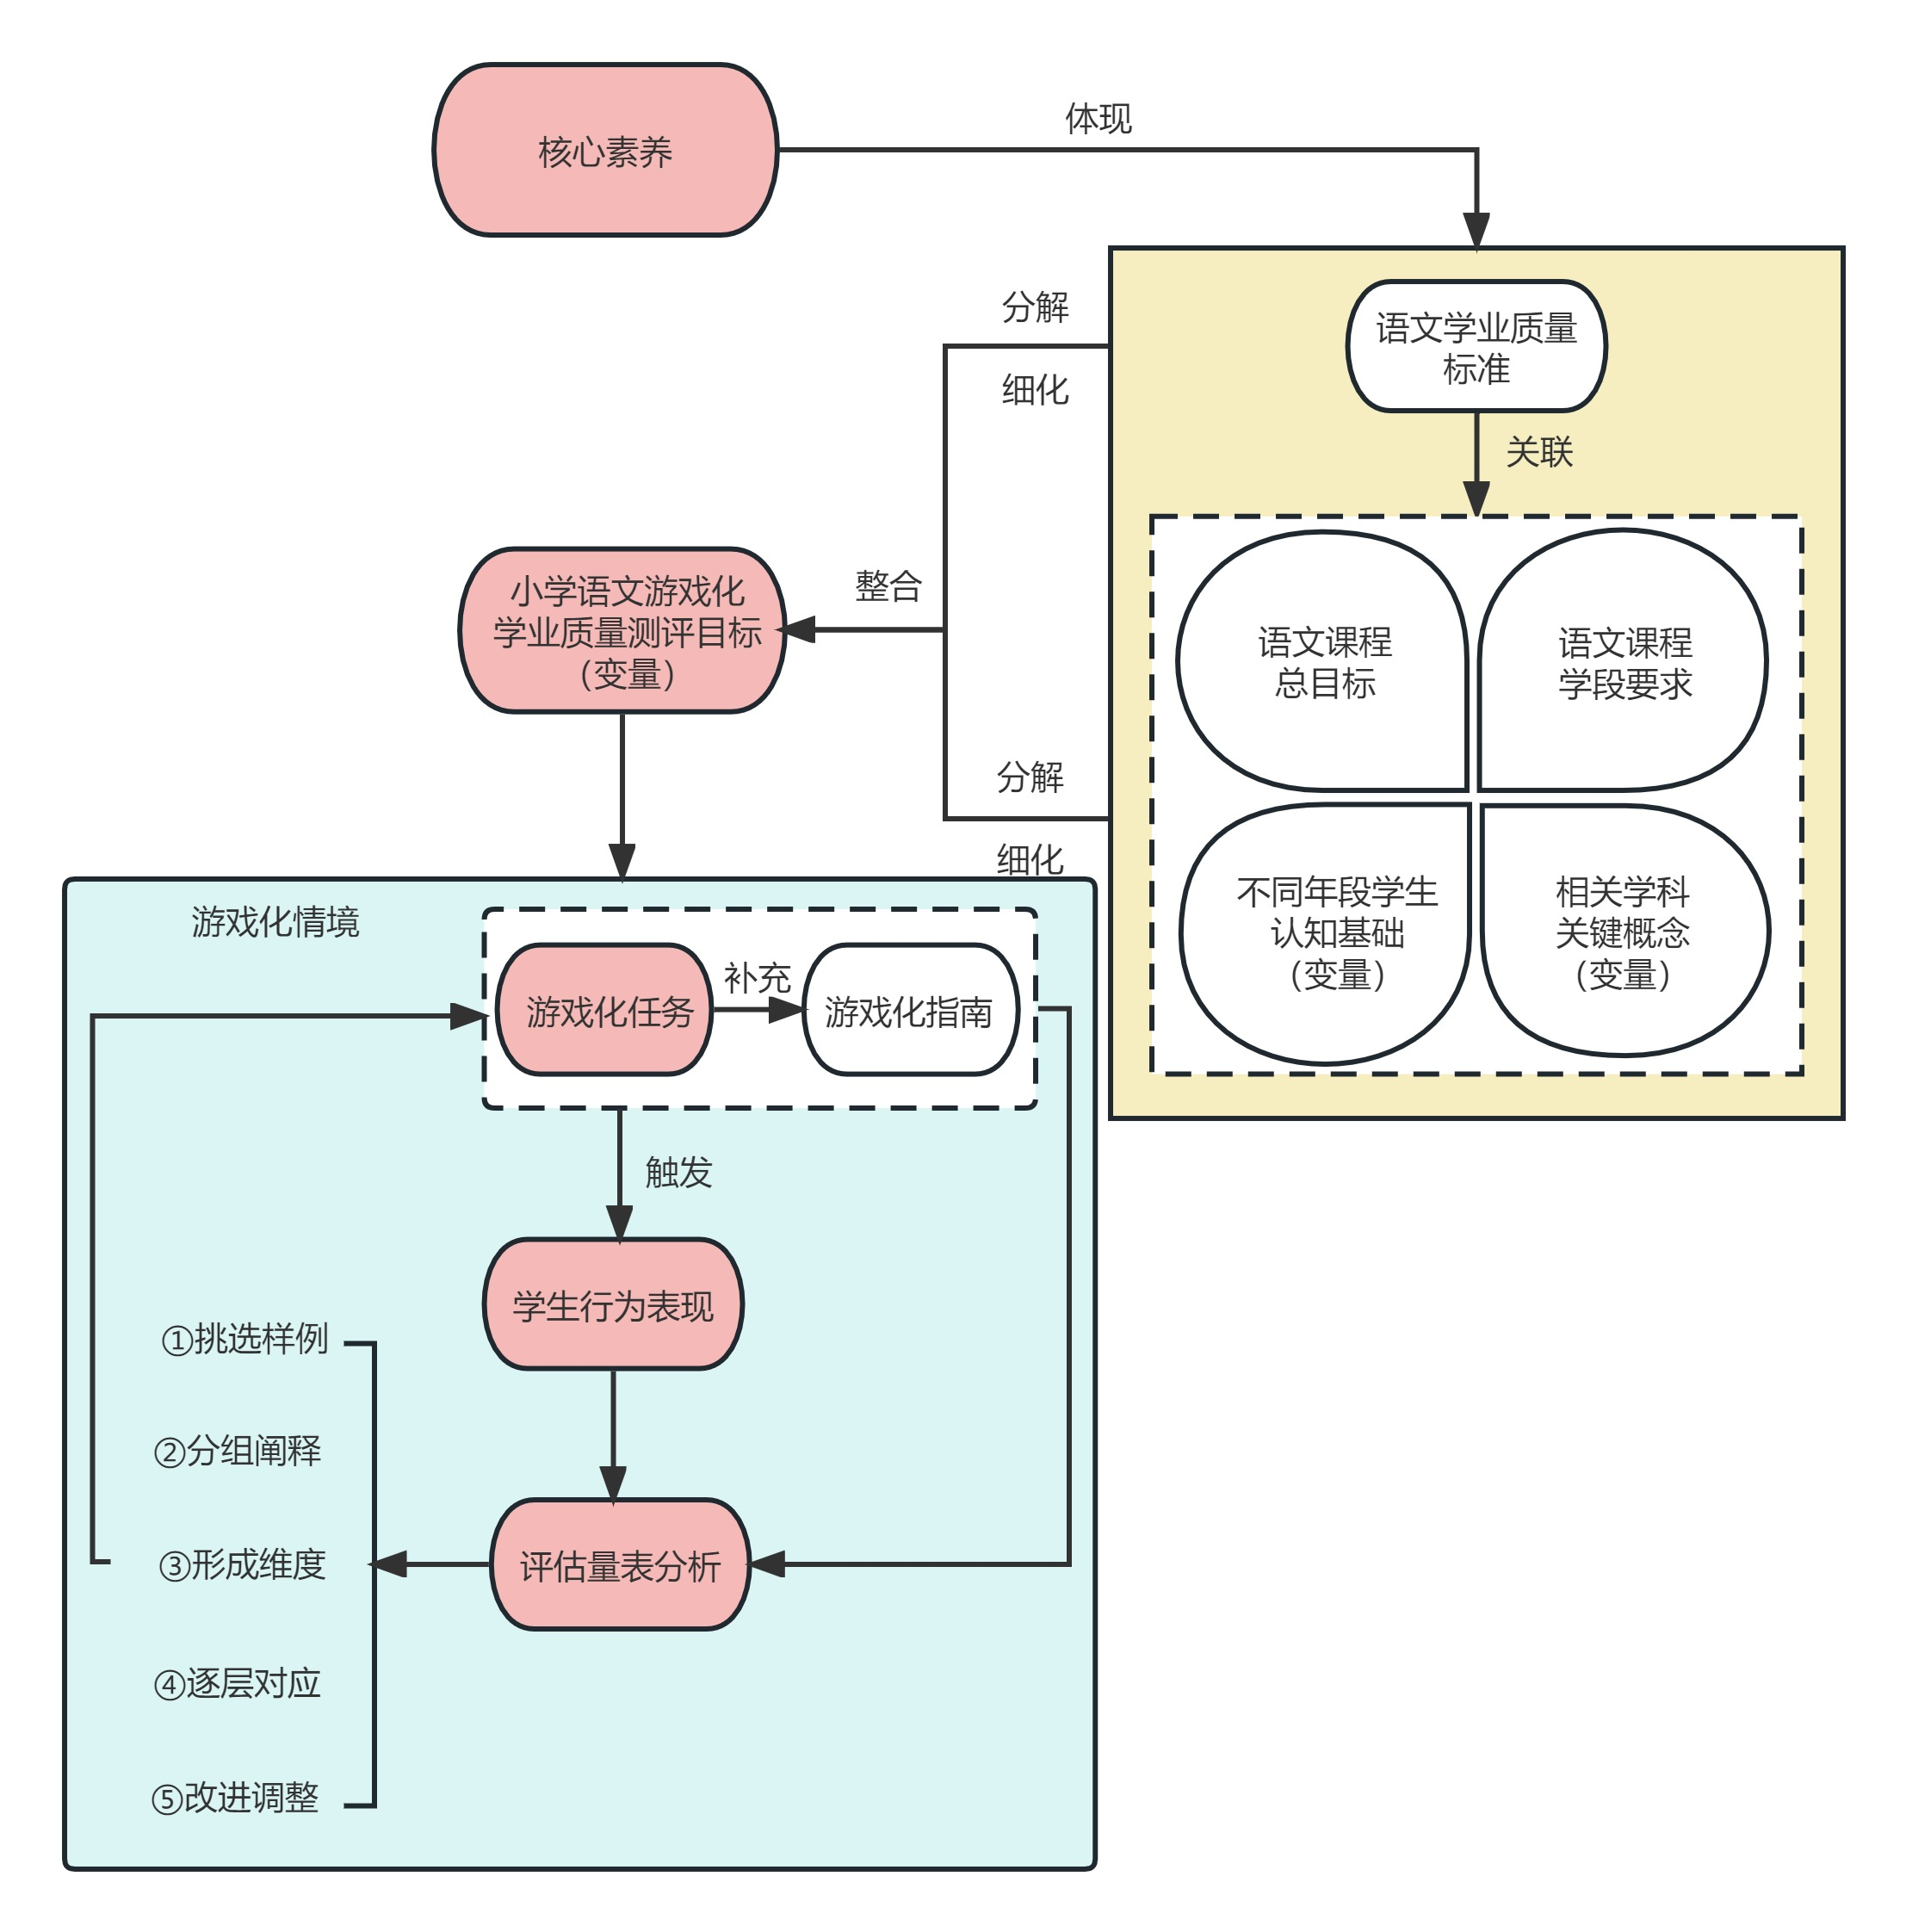 核心素养
体现
语文学业质量
标准
关联
分解
细化
整合
小学语文游戏化
学业质量测评目标
（变量）
语文课程
总目标
语文课程
学段要求
分解
细化
不同年段学生
认知基础
（变量）
相关学科
关键概念
（变量）
游戏化情境
游戏化任务
补充
游戏化指南
触发
学生行为表现
①挑选样例
②分组阐释
③形成维度
④逐层对应
⑤改进调整
评估量表分析